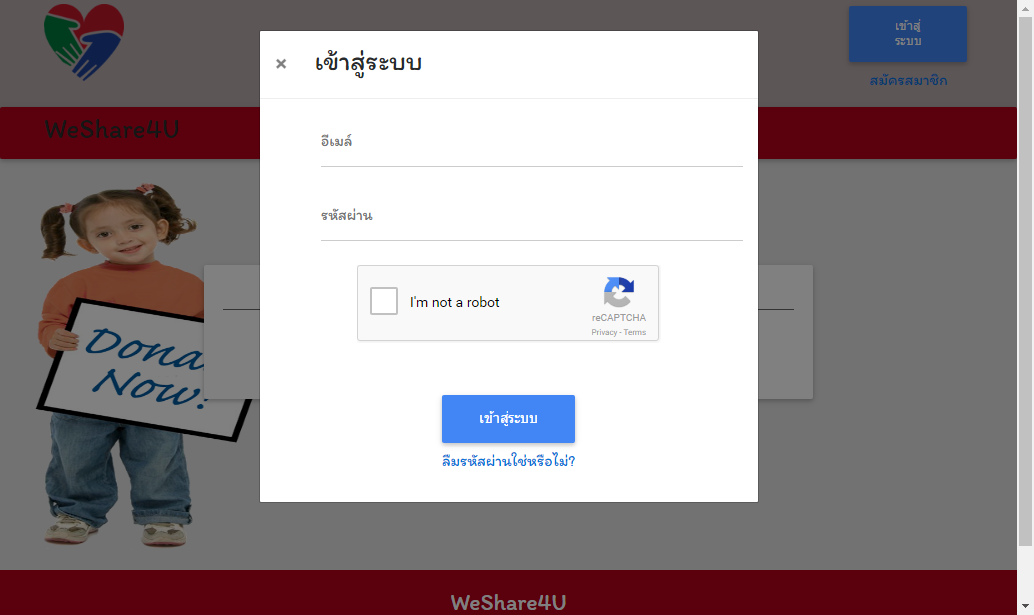 เข้าสู่
ระบบ
สมัครสมาชิก
WeShare4U
× เข้าสู่ระบบ
อีเมล์
รหัสผ่าน
I'm not a robot
reCAPTCHA
Privacy - Terms
เข้าสู่ระบบ
ลืมรหัสผ่านใช่หรือไม่?
Dona
Now!
WeShare4U